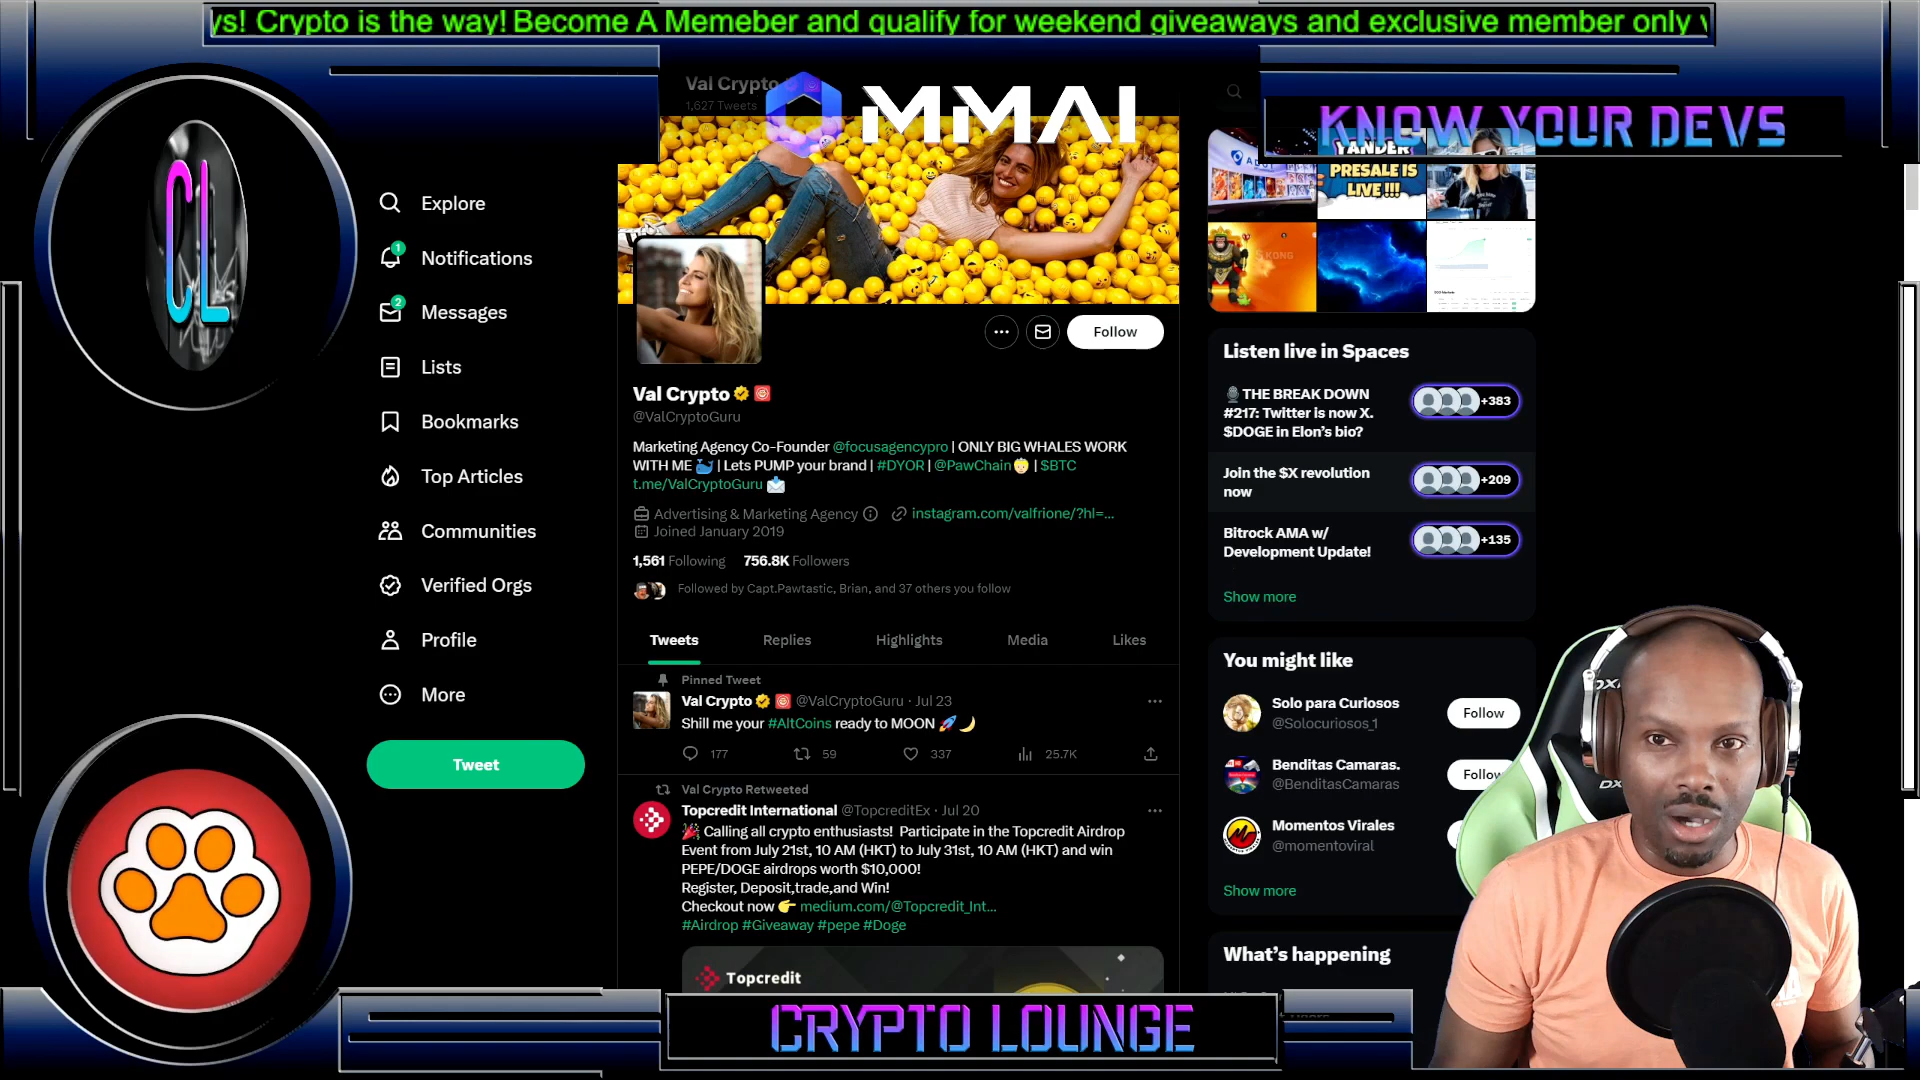 ys! Crypto is the way! Become A Memeber and qualify for weekend giveaways and exclusive member only v
Val Crypto
1,627 Tweets
MMAI
KNOW YOUR DEVS
CL
Explore
1
Notifications
2
Messages
Lists
Bookmarks
Top Articles
Communities
Verified Orgs
Profile
More
Tweet
Follow
Val Crypto
@ValCryptoGuru
Marketing Agency Co-Founder @focusagencypro | ONLY BIG WHALES WORK
WITH ME 🐳 | Lets PUMP your brand | #DYOR | @PawChain | $BTC
t.me/ValCryptoGuru 📩
Advertising & Marketing Agency instagram.com/valfrione/?hl=...
Joined January 2019
1,561 Following 756.8K Followers
Followed by Capt.Pawtastic, Brian, and 37 others you follow
Tweets Replies Highlights Media Likes
Pinned Tweet
Val Crypto @ValCryptoGuru · Jul 23
Shill me your #AltCoins ready to MOON 🚀🌙
177 59 337 25.7K
Val Crypto Retweeted
Topcredit International @TopcreditEx · Jul 20
🎉 Calling all crypto enthusiasts! Participate in the Topcredit Airdrop
Event from July 21st, 10 AM (HKT) to July 31st, 10 AM (HKT) and win
PEPE/DOGE airdrops worth $10,000!
Register, Deposit,trade,and Win!
Checkout now 👉 medium.com/@Topcredit_Int...
#Airdrop #Giveaway #pepe #Doge
Topcredit
YANDER
PRESALE IS
LIVE !!!
KONG
Listen live in Spaces
🎙THE BREAK DOWN
#217: Twitter is now X.
$DOGE in Elon's bio?
+383
Join the $X revolution
now
+209
Bitrock AMA w/
Development Update!
+135
Show more
You might like
Solo para Curiosos
@Solocuriosos_1
Follow
Benditas Camaras.
@BenditasCamaras
Follow
Momentos Virales
@momentoviral
Show more
What's happening
CRYPTO LOUNGE
DX
DX